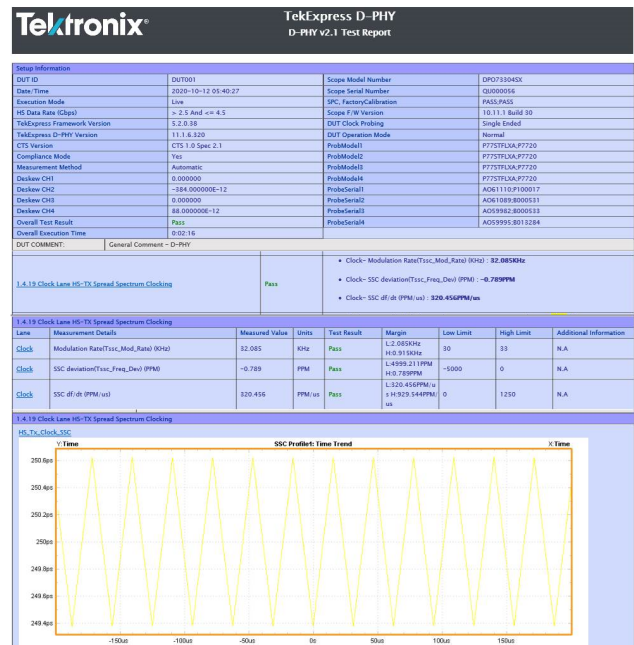 Tektronix®
TekExpress D-PHY
D-PHY v2.1 Test Report
Setup Information
DUT ID DUT001 Scope Model Number DPO73304SX
Date/Time 2020-10-12 05:40:27 Scope Serial Number QU000056
Execution Mode Live SPC, FactoryCalibration PASS;PASS
HS Data Rate (Gbps) > 2.5 And <= 4.5 Scope F/W Version 10.11.1 Build 30
TekExpress Framework Version 5.2.0.38 DUT Clock Probing Single Ended
TekExpress D-PHY Version 11.1.6.320 DUT Operation Mode Normal
CTS Version CTS 1.0 Spec 2.1 ProbModel1 P77STFLXA;P7720
Compliance Mode Yes ProbModel2 P77STFLXA;P7720
Measurement Method Automatic ProbModel3 P77STFLXA;P7720
Deskew CH1 0.000000 ProbModel4 P77STFLXA;P7720
Deskew CH2 -384.000000E-12 ProbeSerial1 AO61110;P100017
Deskew CH3 0.000000 ProbeSerial2 AO61089;B000531
Deskew CH4 88.000000E-12 ProbeSerial3 AO59982;B000533
Overall Test Result Pass ProbeSerial4 AO59995;B013284
Overall Execution Time 0:02:16
DUT COMMENT: General Comment - D-PHY
• Clock- Modulation Rate(Tssc_Mod_Rate) (KHz) : 32.085KHz
1.4.19 Clock Lane HS-TX Spread Spectrum Clocking Pass • Clock- SSC deviation(Tssc_Freq_Dev) (PPM) : -0.789PPM
• Clock- SSC df/dt (PPM/us) : 320.456PPM/us
1.4.19 Clock Lane HS-TX Spread Spectrum Clocking
Lane Measurement Details Measured Value Units Test Result Margin Low Limit High Limit Additional Information
Clock Modulation Rate(Tssc_Mod_Rate) (KHz) 32.085 KHz Pass L:2.085KHz H:0.915KHz 30 33 N.A
Clock SSC deviation(Tssc_Freq_Dev) (PPM) -0.789 PPM Pass L:4999.211PPM H:0.789PPM -5000 0 N.A
Clock SSC df/dt (PPM/us) 320.456 PPM/us Pass L:320.456PPM/us H:929.544PPM/us 0 1250 N.A
1.4.19 Clock Lane HS-TX Spread Spectrum Clocking
HS_Tx_Clock_SSC
Y:Time SSC Profile1: Time Trend X:Time
250.6ps
250.4ps
250.2ps
250ps
249.8ps
249.6ps
249.4ps
-150us -100us -50us 0s 50us 100us 150us